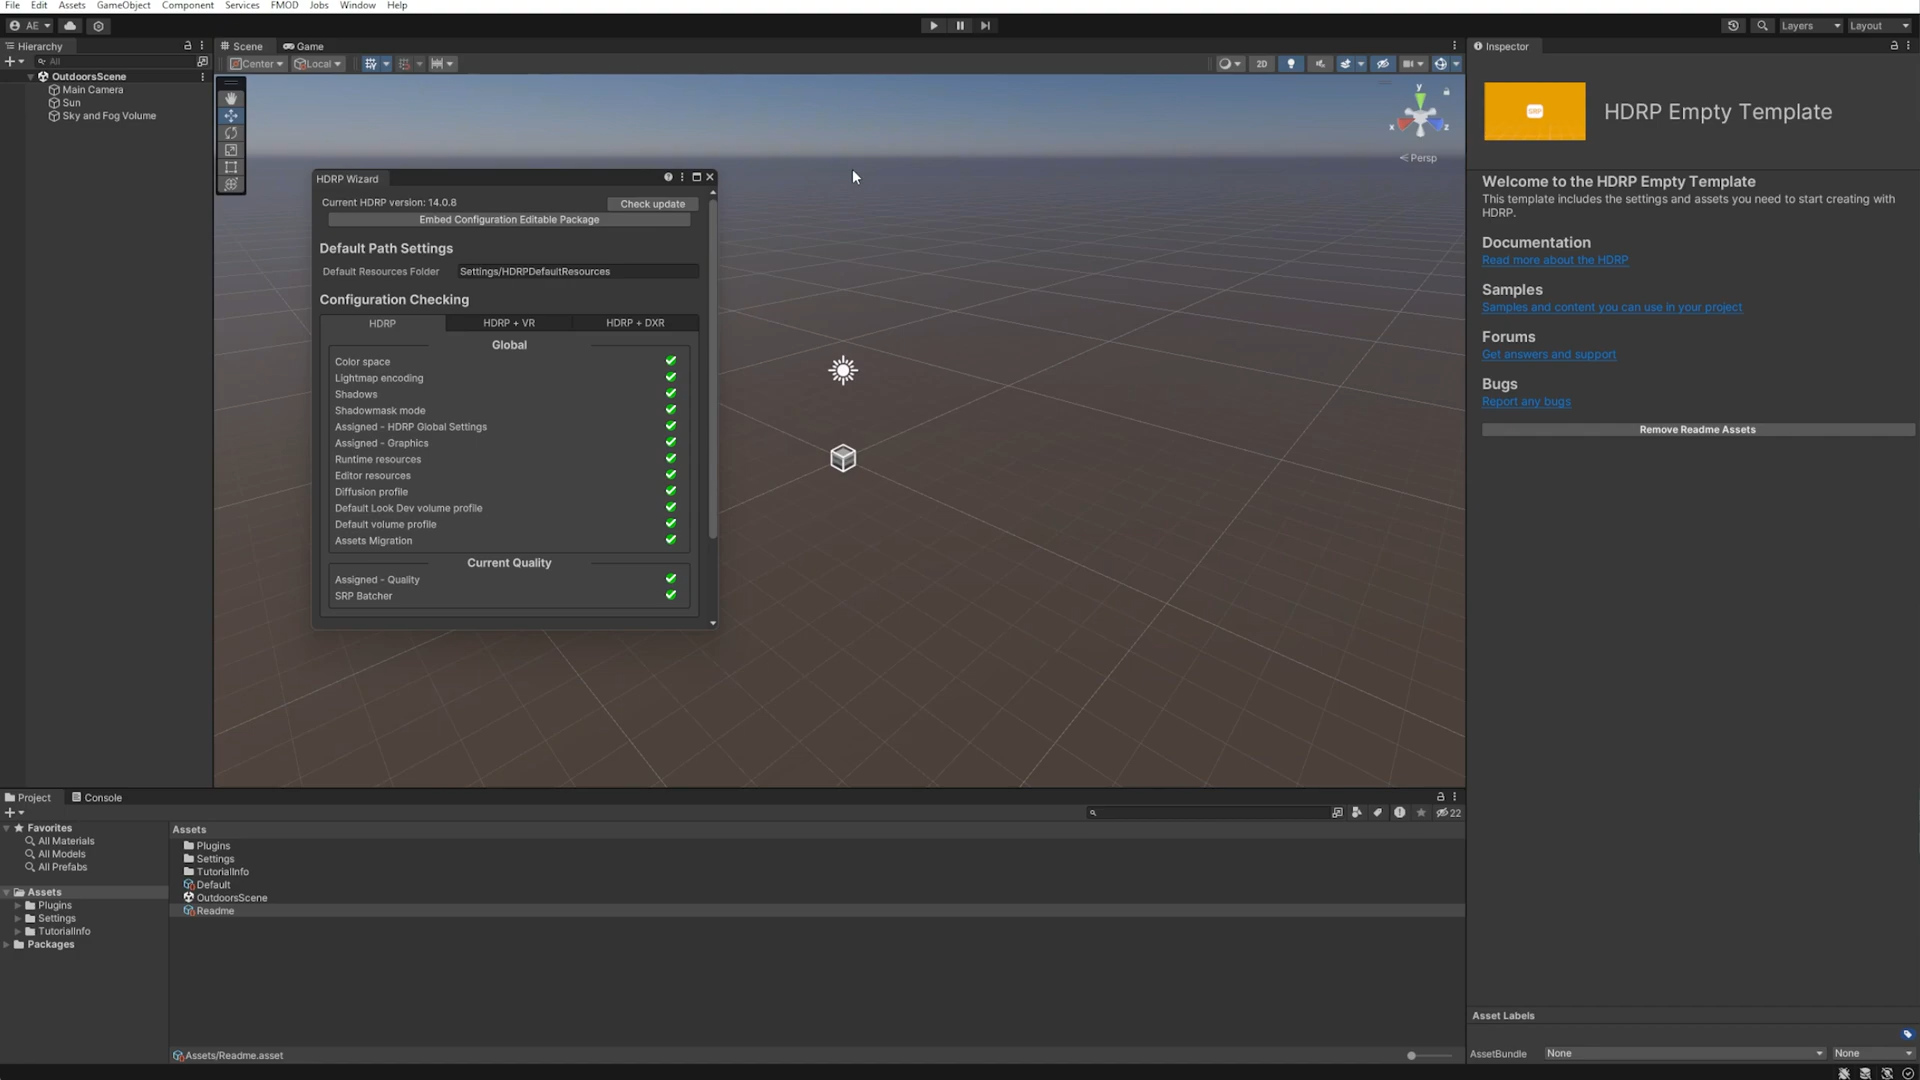 File Edit Assets GameObject Component Services FMOD Jobs Window Help
AE Layers Layout
Hierarchy
All
OutdoorsScene
Main Camera
Sun
Sky and Fog Volume
Scene Game
Center Local 2D
y
x z
Persp
HDRP Wizard
Current HDRP version: 14.0.8 Check update
Embed Configuration Editable Package
Default Path Settings
Default Resources Folder Settings/HDRPDefaultResources
Configuration Checking
HDRP HDRP + VR HDRP + DXR
Global
Color space
Lightmap encoding
Shadows
Shadowmask mode
Assigned - HDRP Global Settings
Assigned - Graphics
Runtime resources
Editor resources
Diffusion profile
Default Look Dev volume profile
Default volume profile
Assets Migration
Current Quality
Assigned - Quality
SRP Batcher
Inspector
SRP
HDRP Empty Template
Welcome to the HDRP Empty Template
This template includes the settings and assets you need to start creating with
HDRP.
Documentation
Read more about the HDRP
Samples
Samples and content you can use in your project
Forums
Get answers and support
Bugs
Report any bugs
Remove Readme Assets
Project Console
22
Favorites
All Materials
All Models
All Prefabs
Assets
Plugins
Settings
TutorialInfo
Packages
Assets
Plugins
Settings
TutorialInfo
Default
OutdoorsScene
Readme
Assets/Readme.asset
Asset Labels
AssetBundle None None